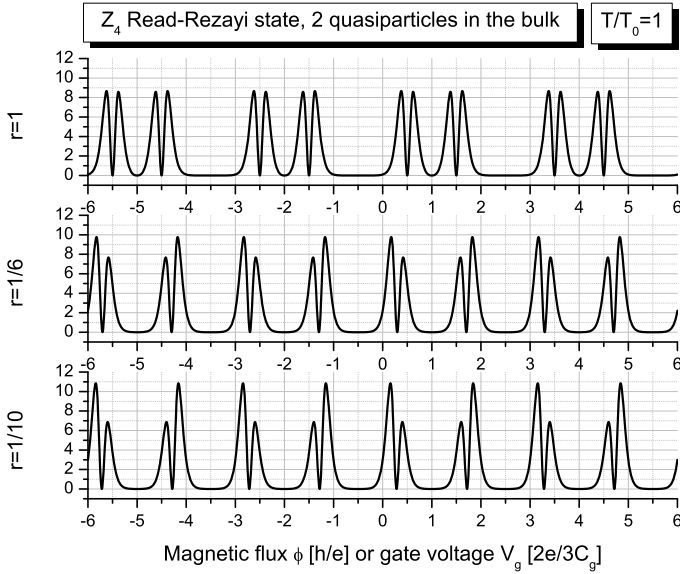 Z₄ Read-Rezayi state, 2 quasiparticles in the bulk T/T₀=1
r=1
12
10
8
6
4
2
0
-6 -5 -4 -3 -2 -1 0 1 2 3 4 5 6
r=1/6
12
10
8
6
4
2
0
-6 -5 -4 -3 -2 -1 0 1 2 3 4 5 6
r=1/10
12
10
8
6
4
2
0
-6 -5 -4 -3 -2 -1 0 1 2 3 4 5 6
Magnetic flux ϕ [h/e] or gate voltage V_g [2e/3C_g]